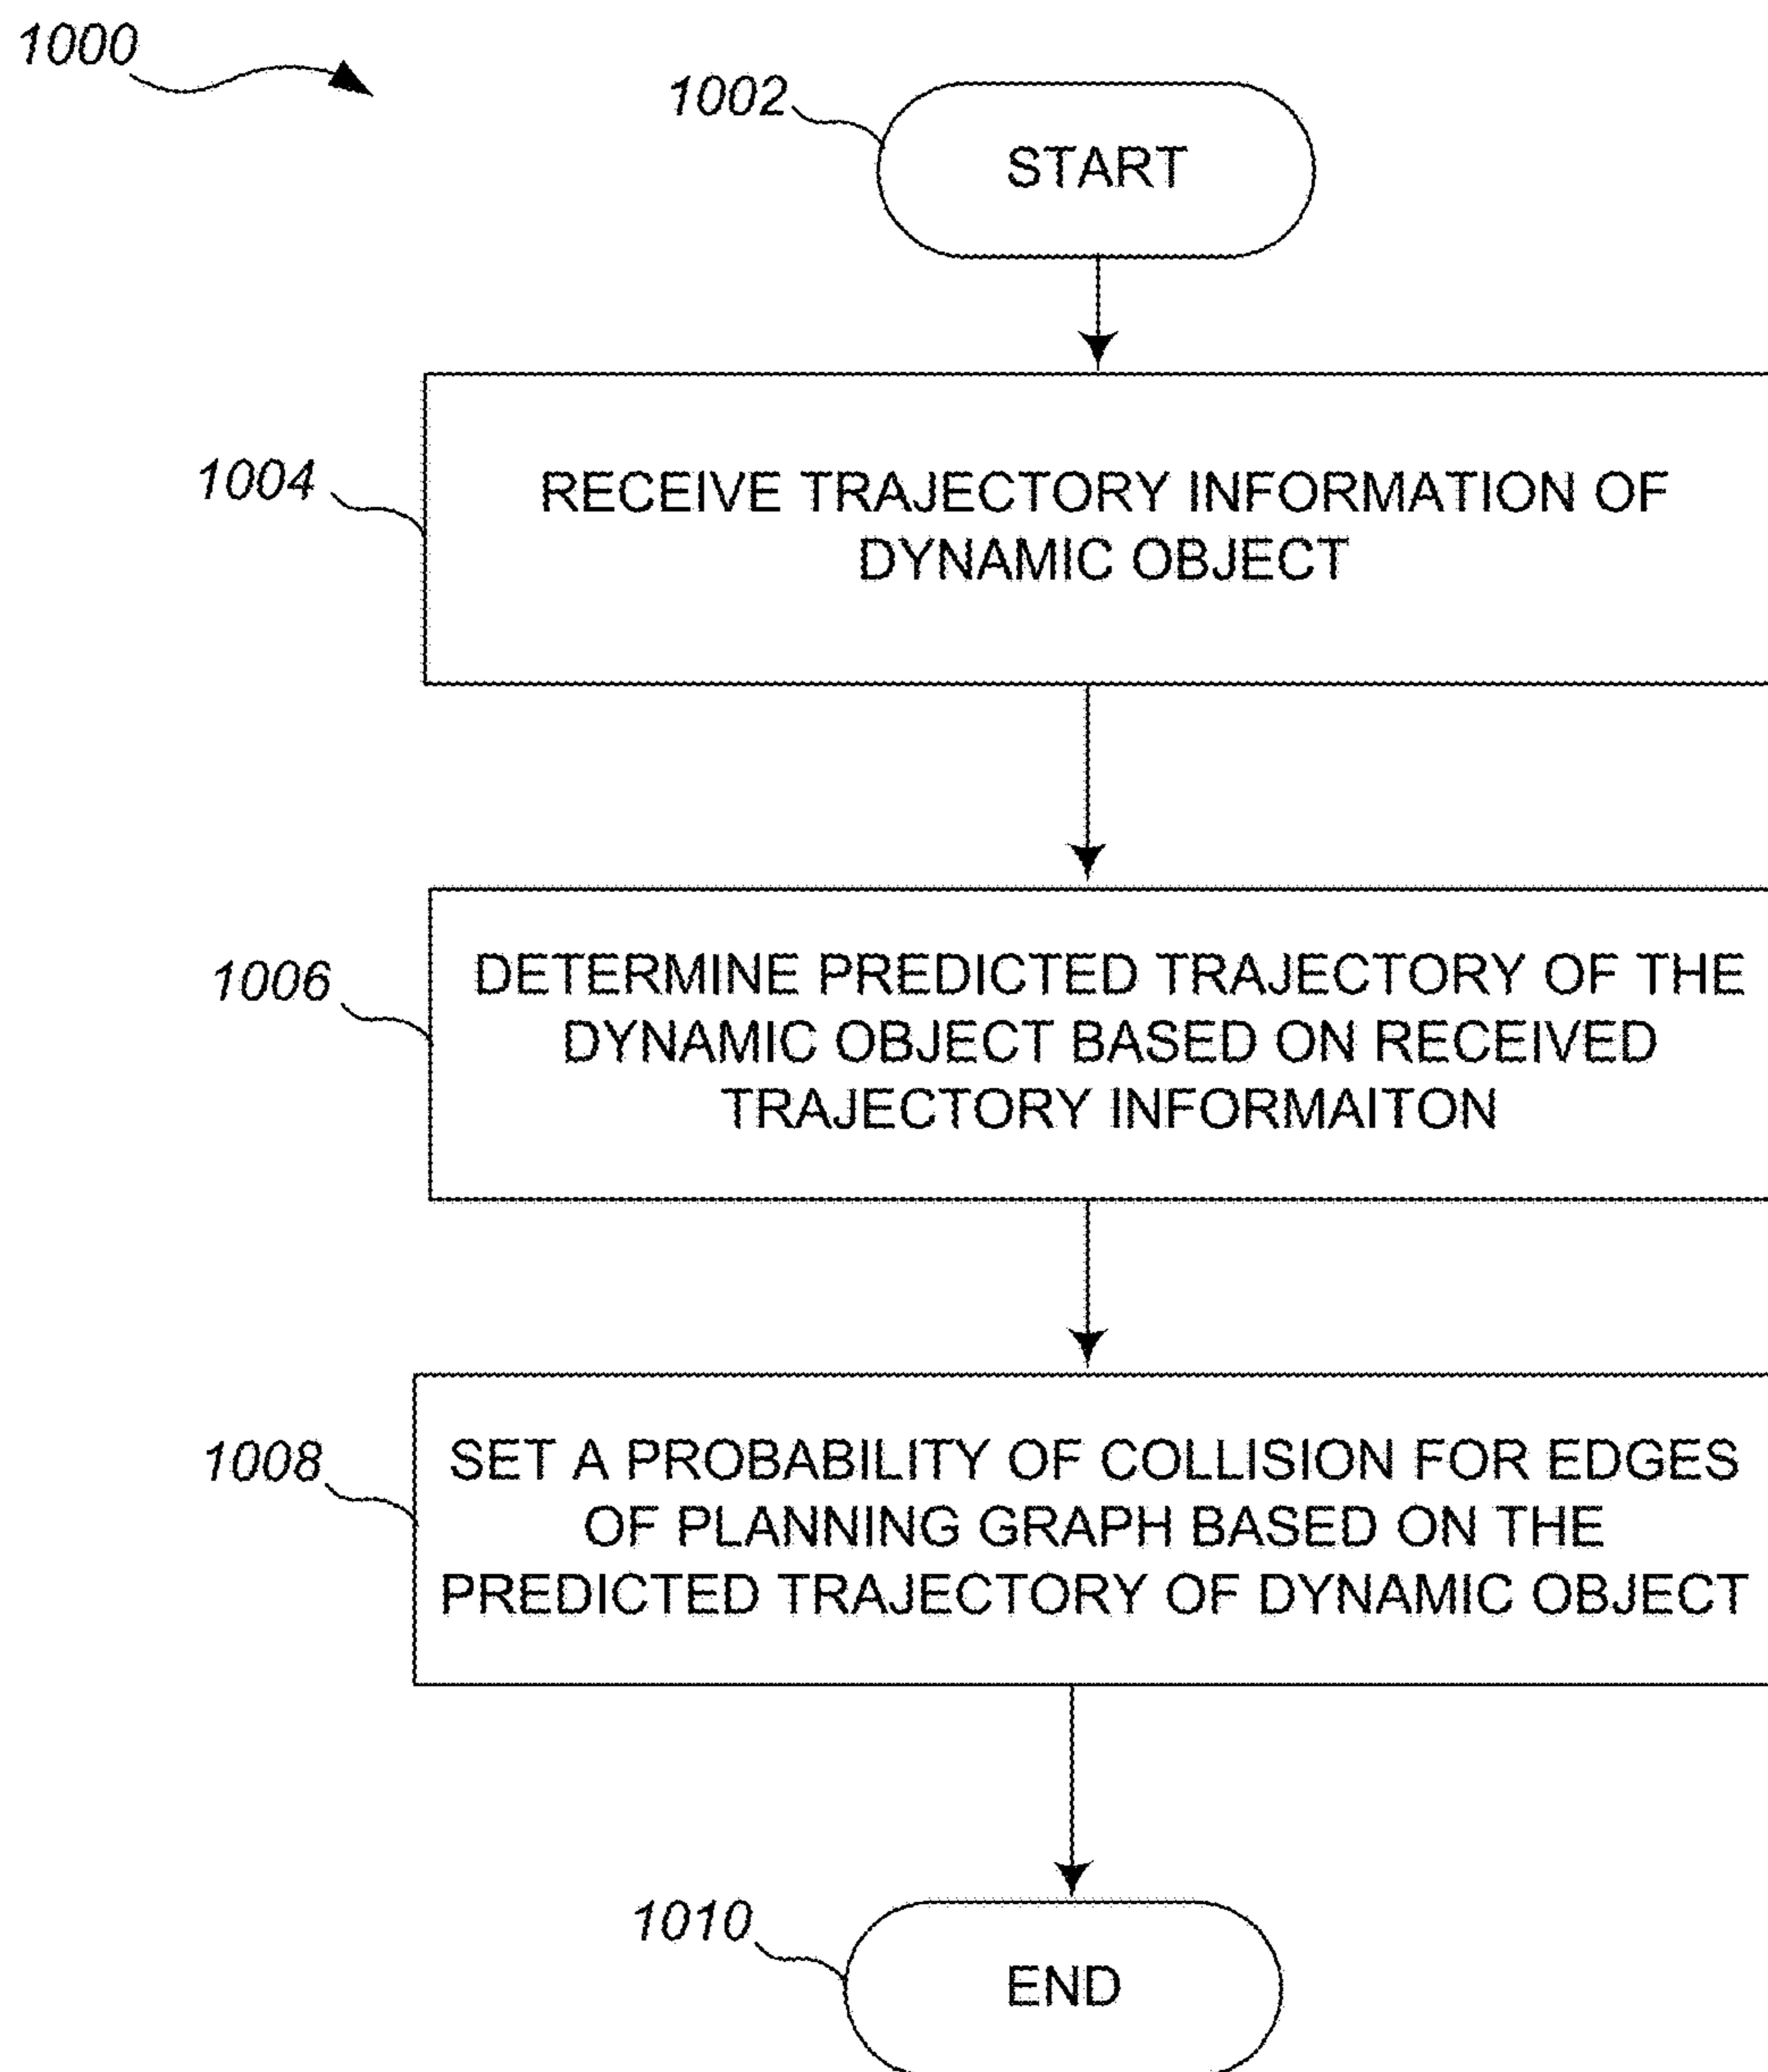 1000
1002
START
1004
RECEIVE TRAJECTORY INFORMATION OF
DYNAMIC OBJECT
1006
DETERMINE PREDICTED TRAJECTORY OF THE
DYNAMIC OBJECT BASED ON RECEIVED
TRAJECTORY INFORMAITON
1008
SET A PROBABILITY OF COLLISION FOR EDGES
OF PLANNING GRAPH BASED ON THE
PREDICTED TRAJECTORY OF DYNAMIC OBJECT
1010
END